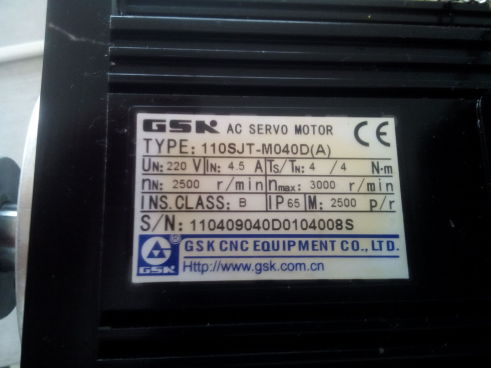 GSK AC SERVO MOTOR CE
TYPE: 110SJT-M040D(A)
UN: 220 V IN: 4.5 A TS/TN: 4 / 4 N·m
nN: 2500 r/min nmax: 3000 r/min
INS.CLASS: B IP 65 M: 2500 p/r
S/N: 110409040D0104008S
GSK ® GSK CNC EQUIPMENT CO., LTD.
Http://www.gsk.com.cn